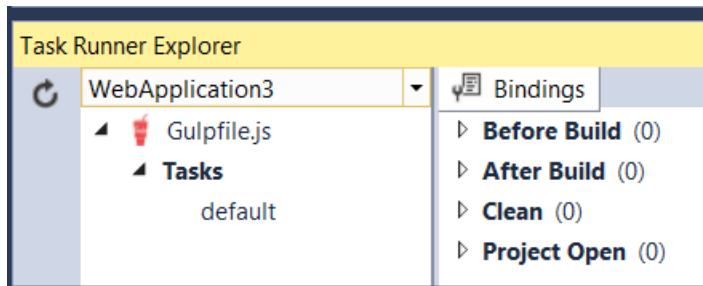 Task Runner Explorer
WebApplication3
Gulpfile.js
Tasks
default
Bindings
Before Build (0)
After Build (0)
Clean (0)
Project Open (0)